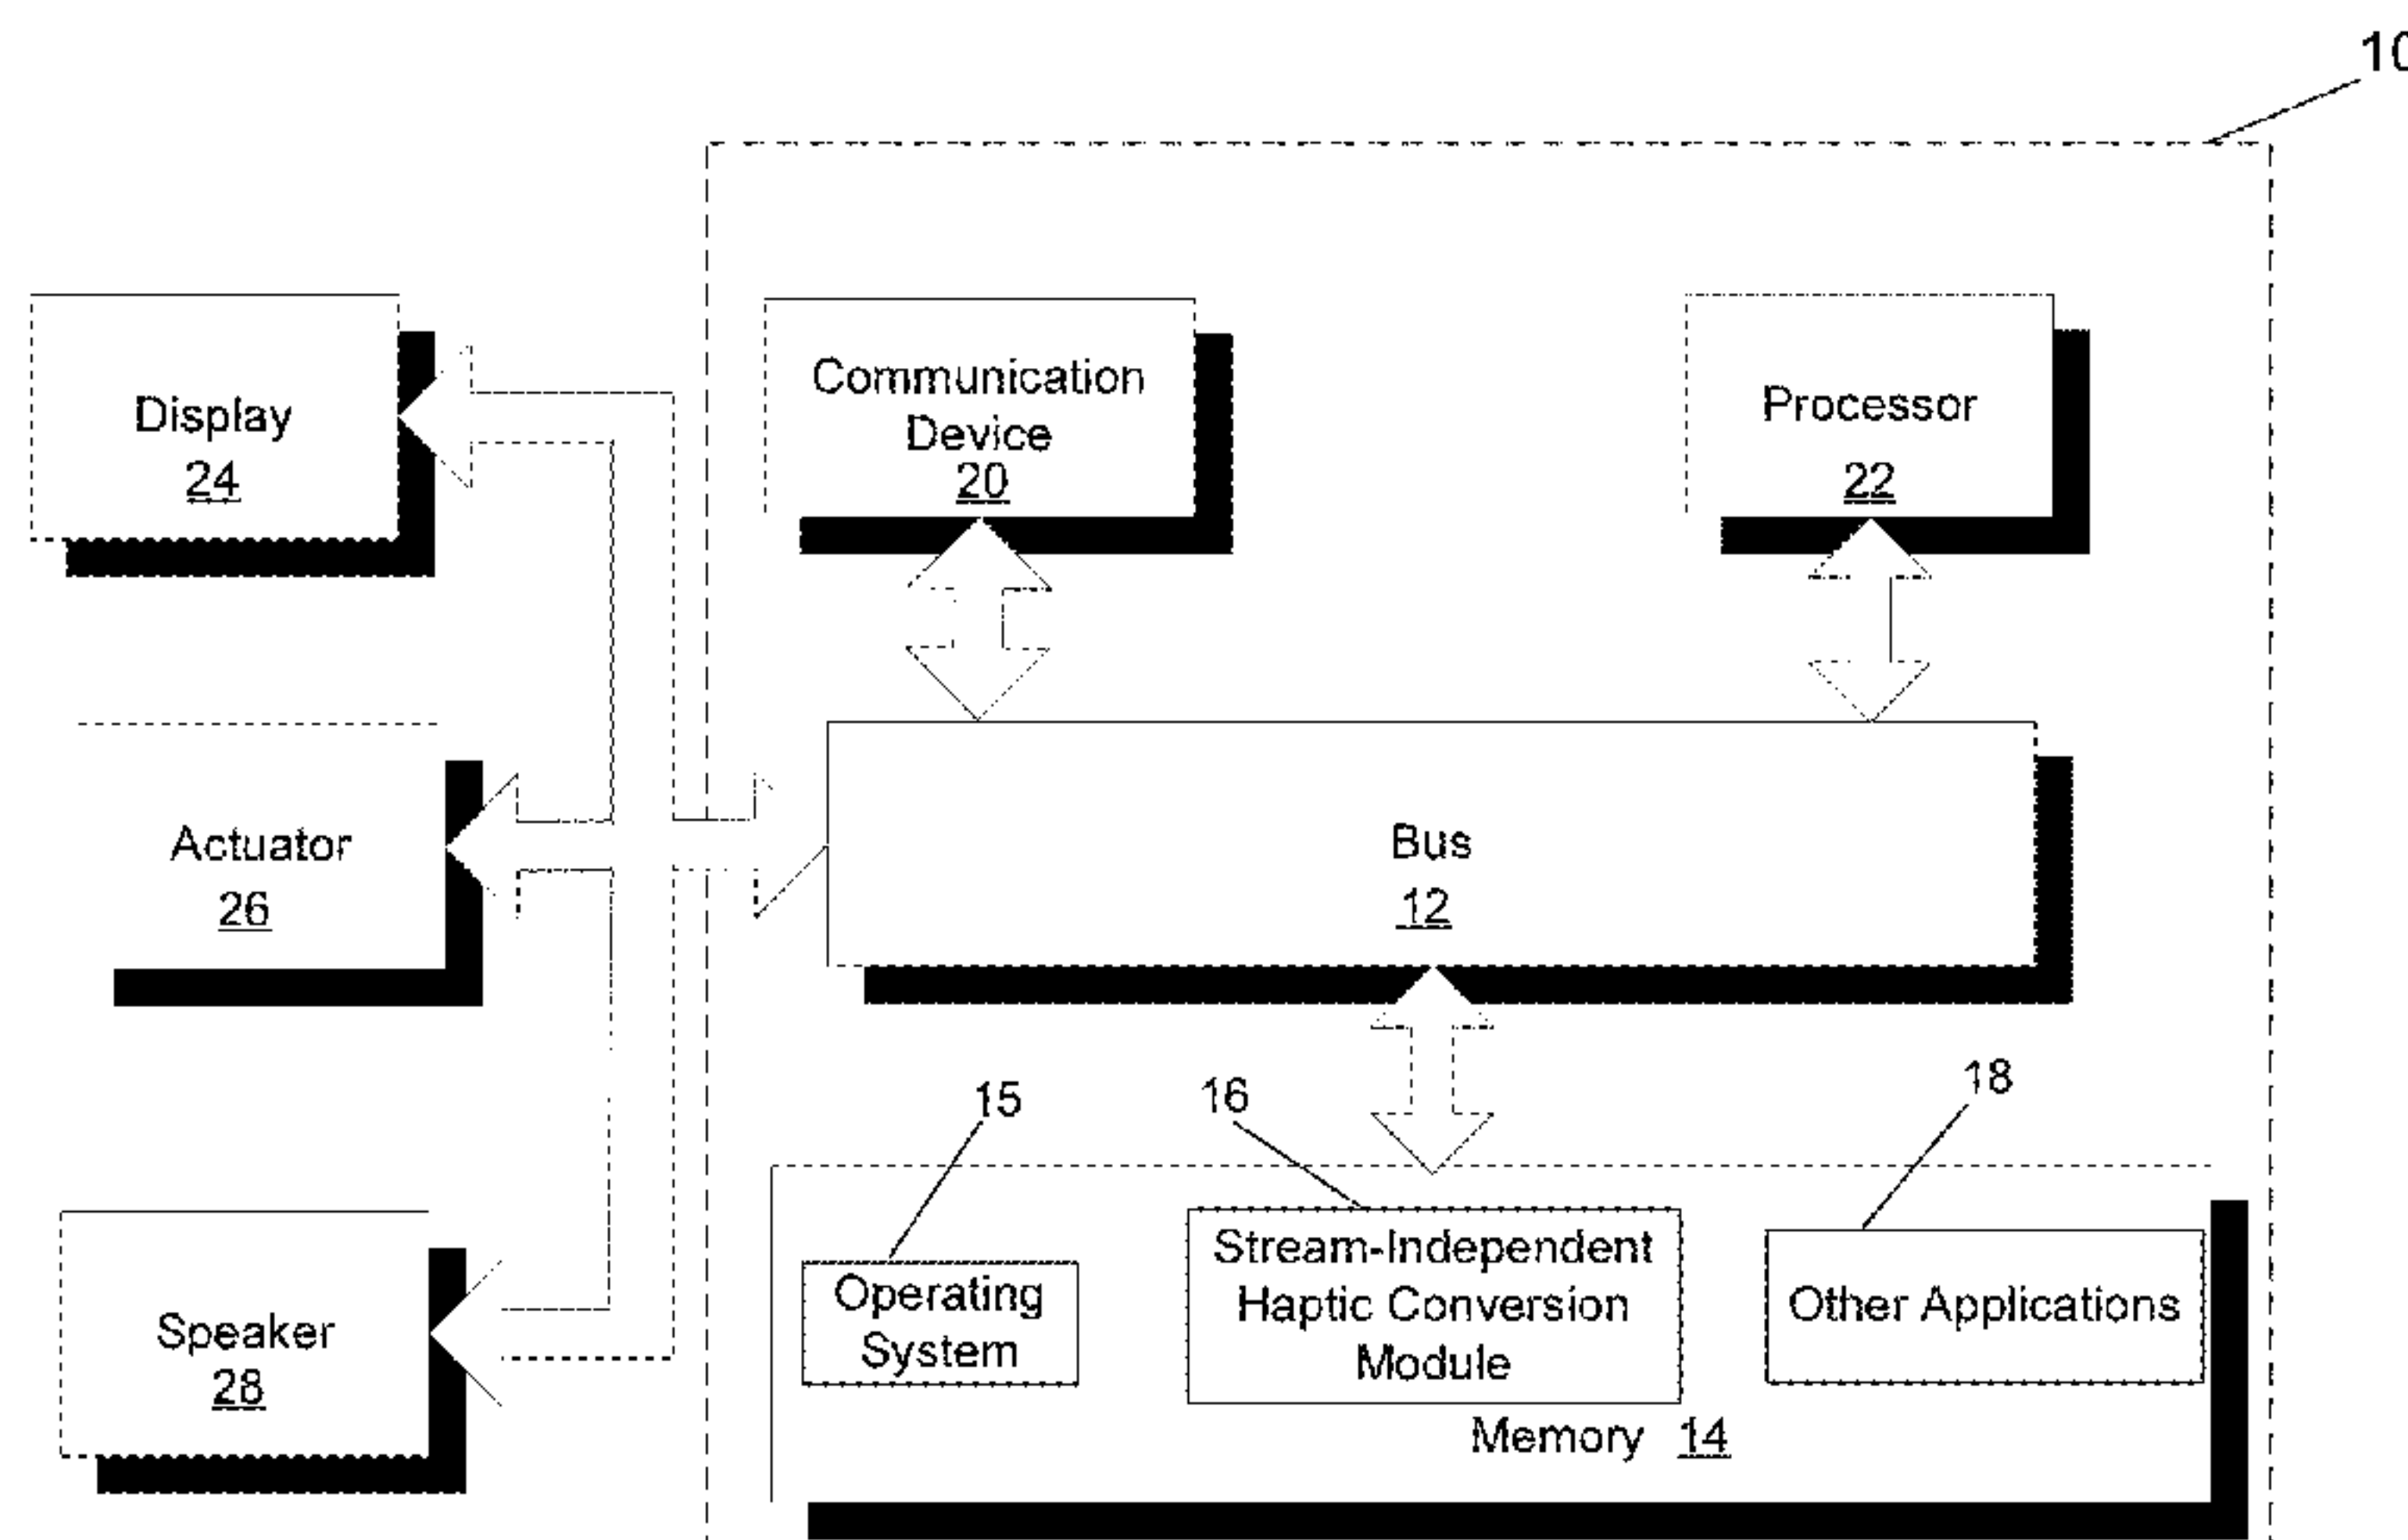 10
Display
24
Communication
Device
20
Processor
22
Actuator
26
Bus
12
15
16
18
Operating
System
Stream-Independent
Haptic Conversion
Module
Other Applications
Speaker
28
Memory 14